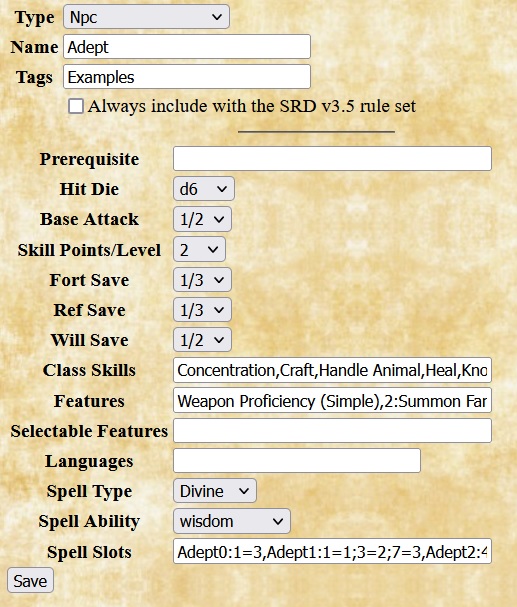 Type Npc
Name Adept
Tags Examples
Always include with the SRD v3.5 rule set
Prerequisite
Hit Die d6
Base Attack 1/2
Skill Points/Level 2
Fort Save 1/3
Ref Save 1/3
Will Save 1/2
Class Skills Concentration,Craft,Handle Animal,Heal,Kno
Features Weapon Proficiency (Simple),2:Summon Far
Selectable Features
Languages
Spell Type Divine
Spell Ability wisdom
Spell Slots Adept0:1=3,Adept1:1=1;3=2;7=3,Adept2:4
Save